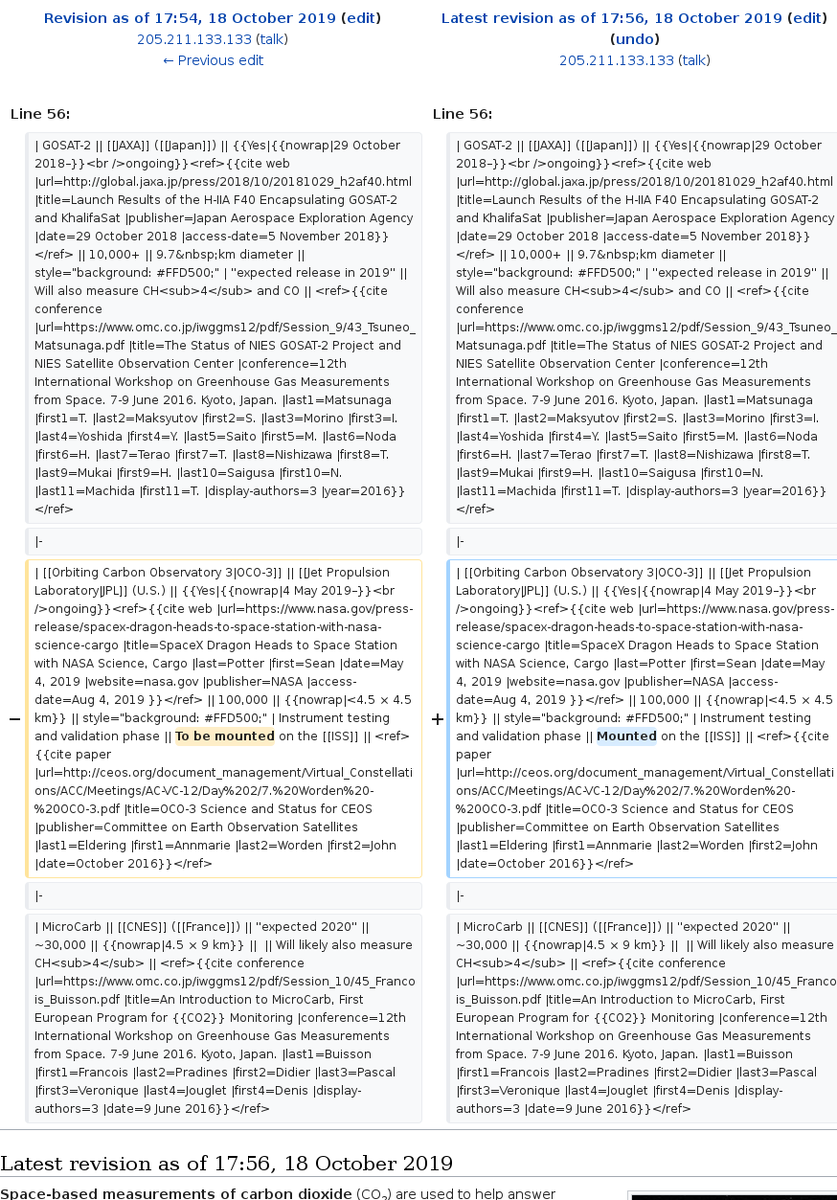 Revision as of 17:54, 18 October 2019 (edit)
205.211.133.133 (talk)
← Previous edit
Latest revision as of 17:56, 18 October 2019 (edit)
(undo)
205.211.133.133 (talk)
Line 56:
| GOSAT-2 || [[JAXA]] ([[Japan]]) || {{Yes|{{nowrap|29 October
2018–}}<br />ongoing}}<ref>{{cite web
|url=http://global.jaxa.jp/press/2018/10/20181029_h2af40.html
|title=Launch Results of the H-IIA F40 Encapsulating GOSAT-2
and KhalifaSat |publisher=Japan Aerospace Exploration Agency
|date=29 October 2018 |access-date=5 November 2018}}
</ref> || 10,000+ || 9.7&nbsp;km diameter ||
style="background: #FFD500;" | "expected release in 2019" ||
Will also measure CH<sub>4</sub> and CO || <ref>{{cite
conference
|url=https://www.omc.co.jp/iwggms12/pdf/Session_9/43_Tsuneo_
Matsunaga.pdf |title=The Status of NIES GOSAT-2 Project and
NIES Satellite Observation Center |conference=12th
International Workshop on Greenhouse Gas Measurements
from Space. 7-9 June 2016. Kyoto, Japan. |last1=Matsunaga
|first1=T. |last2=Maksyutov |first2=S. |last3=Morino |first3=I.
|last4=Yoshida |first4=Y. |last5=Saito |first5=M. |last6=Noda
|first6=H. |last7=Terao |first7=T. |last8=Nishizawa |first8=T.
|last9=Mukai |first9=H. |last10=Saigusa |first10=N.
|last11=Machida |first11=T. |display-authors=3 |year=2016}}
</ref>
|-
− | [[Orbiting Carbon Observatory 3|OCO-3]] || [[Jet Propulsion
Laboratory|JPL]] (U.S.) || {{Yes|{{nowrap|4 May 2019–}}<br
/>ongoing}}<ref>{{cite web |url=https://www.nasa.gov/press-
release/spacex-dragon-heads-to-space-station-with-nasa-
science-cargo |title=SpaceX Dragon Heads to Space Station
with NASA Science, Cargo |last=Potter |first=Sean |date=May
4, 2019 |website=nasa.gov |publisher=NASA |access-
date=Aug 4, 2019 }}</ref> || 100,000 || {{nowrap|<4.5 × 4.5
km}} || style="background: #FFD500;" | Instrument testing
and validation phase || To be mounted on the [[ISS]] || <ref>
{{cite paper
|url=http://ceos.org/document_management/Virtual_Constellati
ons/ACC/Meetings/AC-VC-12/Day%202/7.%20Worden%20-
%20OCO-3.pdf |title=OCO-3 Science and Status for CEOS
|publisher=Committee on Earth Observation Satellites
|last1=Eldering |first1=Annmarie |last2=Worden |first2=John
|date=October 2016}}</ref>
|-
| MicroCarb || [[CNES]] ([[France]]) || "expected 2020" ||
~30,000 || {{nowrap|4.5 × 9 km}} || || Will likely also measure
CH<sub>4</sub> || <ref>{{cite conference
|url=https://www.omc.co.jp/iwggms12/pdf/Session_10/45_Franco
is_Buisson.pdf |title=An Introduction to MicroCarb, First
European Program for {{CO2}} Monitoring |conference=12th
International Workshop on Greenhouse Gas Measurements
from Space. 7-9 June 2016. Kyoto, Japan. |last1=Buisson
|first1=Francois |last2=Pradines |first2=Didier |last3=Pascal
|first3=Veronique |last4=Jouglet |first4=Denis |display-
authors=3 |date=9 June 2016}}</ref>
Line 56:
| GOSAT-2 || [[JAXA]] ([[Japan]]) || {{Yes|{{nowrap|29 October
2018–}}<br />ongoing}}<ref>{{cite web
|url=http://global.jaxa.jp/press/2018/10/20181029_h2af40.html
|title=Launch Results of the H-IIA F40 Encapsulating GOSAT-2
and KhalifaSat |publisher=Japan Aerospace Exploration Agency
|date=29 October 2018 |access-date=5 November 2018}}
</ref> || 10,000+ || 9.7&nbsp;km diameter ||
style="background: #FFD500;" | "expected release in 2019" ||
Will also measure CH<sub>4</sub> and CO || <ref>{{cite
conference
|url=https://www.omc.co.jp/iwggms12/pdf/Session_9/43_Tsuneo_
Matsunaga.pdf |title=The Status of NIES GOSAT-2 Project and
NIES Satellite Observation Center |conference=12th
International Workshop on Greenhouse Gas Measurements
from Space. 7-9 June 2016. Kyoto, Japan. |last1=Matsunaga
|first1=T. |last2=Maksyutov |first2=S. |last3=Morino |first3=I.
|last4=Yoshida |first4=Y. |last5=Saito |first5=M. |last6=Noda
|first6=H. |last7=Terao |first7=T. |last8=Nishizawa |first8=T.
|last9=Mukai |first9=H. |last10=Saigusa |first10=N.
|last11=Machida |first11=T. |display-authors=3 |year=2016}}
</ref>
|-
+ | [[Orbiting Carbon Observatory 3|OCO-3]] || [[Jet Propulsion
Laboratory|JPL]] (U.S.) || {{Yes|{{nowrap|4 May 2019–}}<br
/>ongoing}}<ref>{{cite web |url=https://www.nasa.gov/press-
release/spacex-dragon-heads-to-space-station-with-nasa-
science-cargo |title=SpaceX Dragon Heads to Space Station
with NASA Science, Cargo |last=Potter |first=Sean |date=May
4, 2019 |website=nasa.gov |publisher=NASA |access-
date=Aug 4, 2019 }}</ref> || 100,000 || {{nowrap|<4.5 × 4.5
km}} || style="background: #FFD500;" | Instrument testing
and validation phase || Mounted on the [[ISS]] || <ref>{{cite
paper
|url=http://ceos.org/document_management/Virtual_Constellati
ons/ACC/Meetings/AC-VC-12/Day%202/7.%20Worden%20-
%20OCO-3.pdf |title=OCO-3 Science and Status for CEOS
|publisher=Committee on Earth Observation Satellites
|last1=Eldering |first1=Annmarie |last2=Worden |first2=John
|date=October 2016}}</ref>
|-
| MicroCarb || [[CNES]] ([[France]]) || "expected 2020" ||
~30,000 || {{nowrap|4.5 × 9 km}} || || Will likely also measure
CH<sub>4</sub> || <ref>{{cite conference
|url=https://www.omc.co.jp/iwggms12/pdf/Session_10/45_Franco
is_Buisson.pdf |title=An Introduction to MicroCarb, First
European Program for {{CO2}} Monitoring |conference=12th
International Workshop on Greenhouse Gas Measurements
from Space. 7-9 June 2016. Kyoto, Japan. |last1=Buisson
|first1=Francois |last2=Pradines |first2=Didier |last3=Pascal
|first3=Veronique |last4=Jouglet |first4=Denis |display-
authors=3 |date=9 June 2016}}</ref>
Latest revision as of 17:56, 18 October 2019
Space-based measurements of carbon dioxide (CO₂) are used to help answer